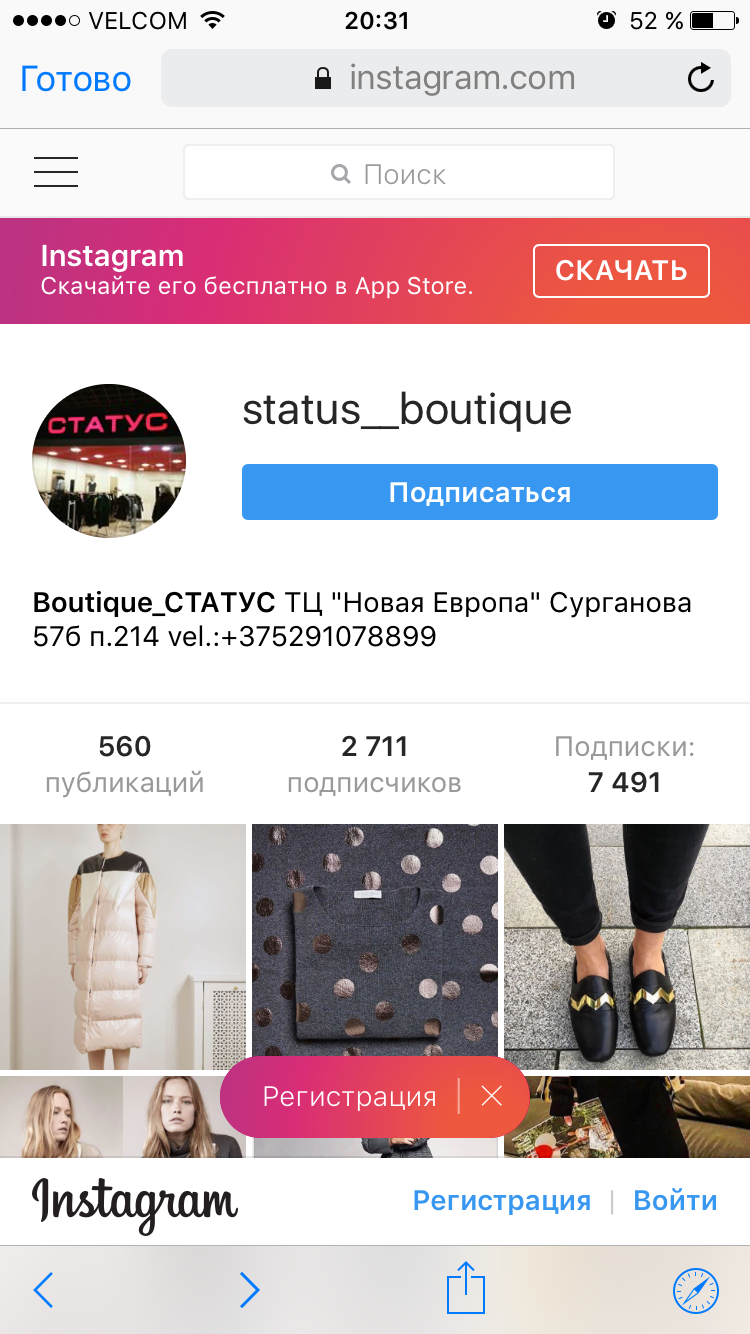 VELCOM 20:31 52 %
Готово instagram.com
Поиск
Instagram
Скачайте его бесплатно в App Store.
СКАЧАТЬ
СТАТУС
status__boutique
Подписаться
Boutique_СТАТУС ТЦ "Новая Европа" Сурганова
57б п.214 vel.:+375291078899
560 2 711 Подписки:
публикаций подписчиков 7 491
Регистрация
Instagram Регистрация | Войти